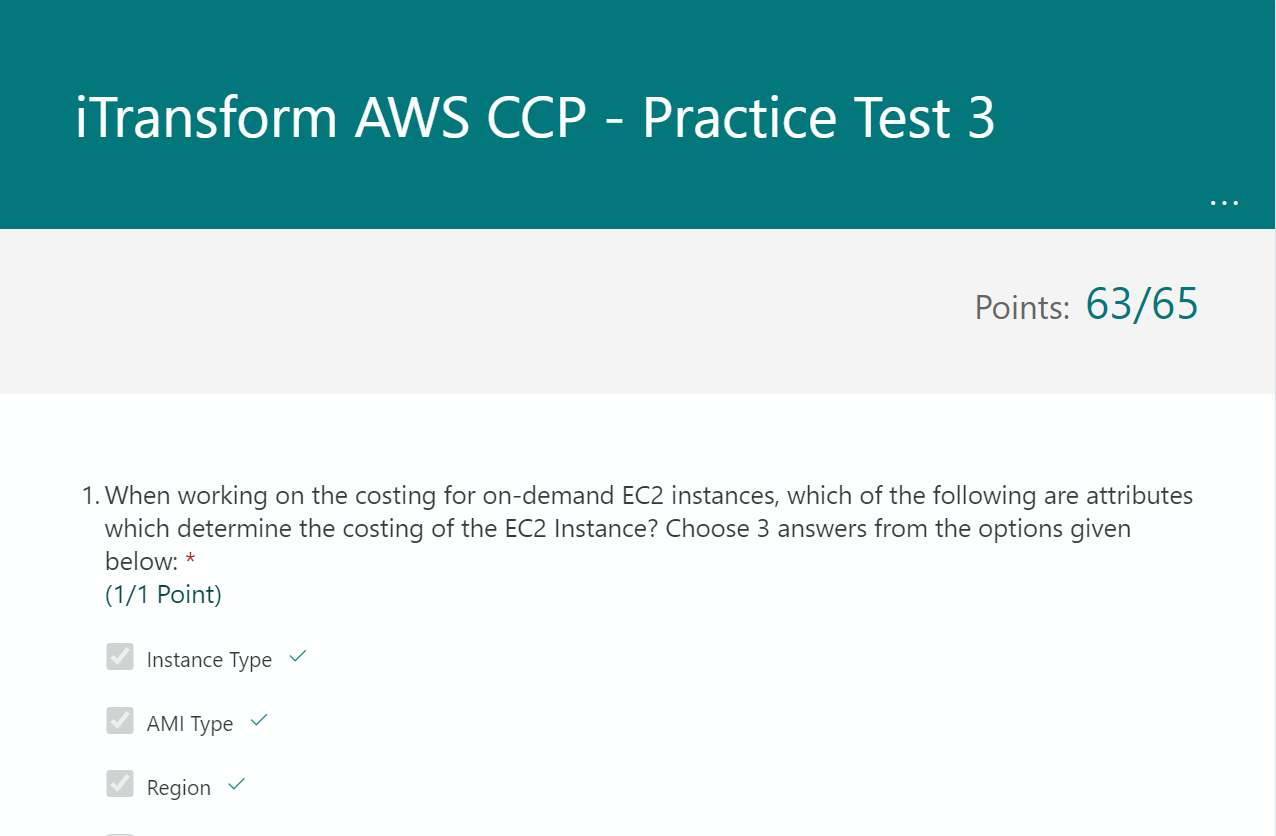 iTransform AWS CCP - Practice Test 3
...
Points: 63/65
1. When working on the costing for on-demand EC2 instances, which of the following are attributes
which determine the costing of the EC2 Instance? Choose 3 answers from the options given
below: *
(1/1 Point)
Instance Type
AMI Type
Region